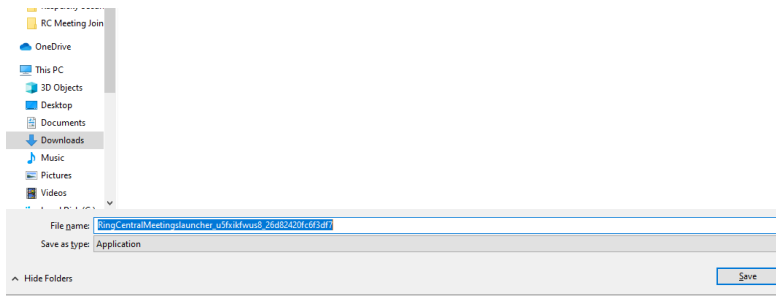 RC Meeting Join
OneDrive
This PC
3D Objects
Desktop
Documents
Downloads
Music
Pictures
Videos
File name: RingCentralMeetingslauncher_u5fxikfwus8_26d82420fc6f3df7
Save as type: Application
Hide Folders
Save